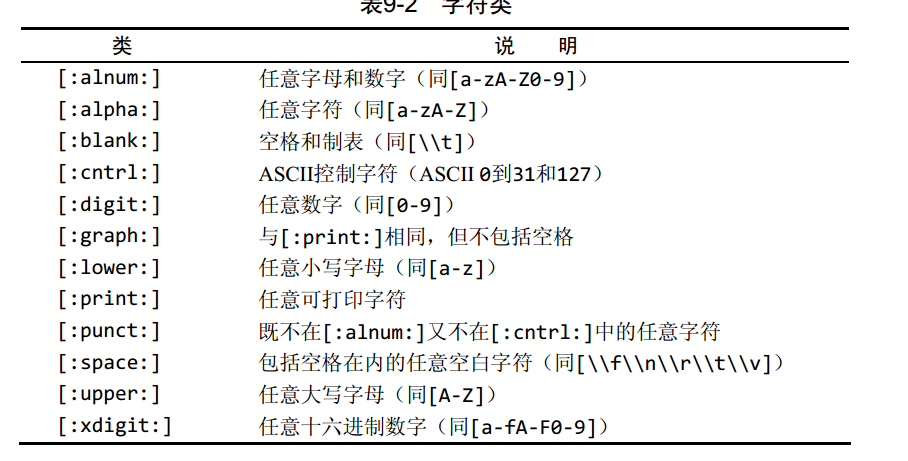 表9-2 字符类
类 说 明
[:alnum:] 任意字母和数字（同[a-zA-Z0-9]）
[:alpha:] 任意字符（同[a-zA-Z]）
[:blank:] 空格和制表（同[\\t]）
[:cntrl:] ASCII控制字符（ASCII 0到31和127）
[:digit:] 任意数字（同[0-9]）
[:graph:] 与[:print:]相同，但不包括空格
[:lower:] 任意小写字母（同[a-z]）
[:print:] 任意可打印字符
[:punct:] 既不在[:alnum:]又不在[:cntrl:]中的任意字符
[:space:] 包括空格在内的任意空白字符（同[\\f\\n\\r\\t\\v]）
[:upper:] 任意大写字母（同[A-Z]）
[:xdigit:] 任意十六进制数字（同[a-fA-F0-9]）